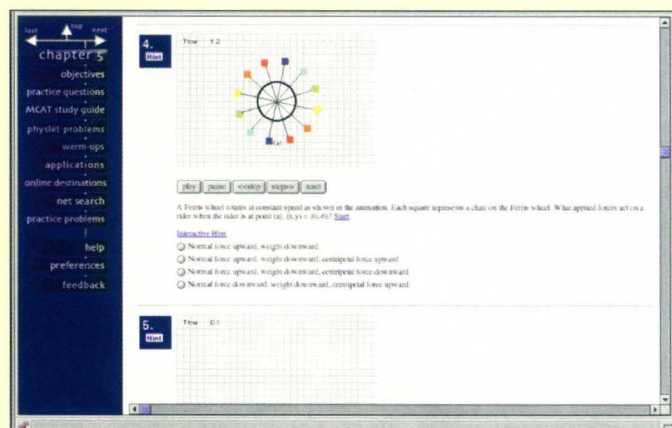 last top next
chapter 5
objectives
practice questions
MCAT study guide
physlet problems
warm-ups
applications
online destinations
net search
practice problems
help
preferences
feedback
4.
Hint
Time 1.2
(a)
play pause <<step step>> reset
A Ferris wheel rotates at constant speed as shown in the animation. Each square represents a chair on the Ferris wheel. What applied forces act on a
rider when the rider is at point (a), (x,y) = (0,-6)? Start
Interactive Hint
Normal force upward, weight downward
Normal force upward, weight downward, centripetal force upward
Normal force upward, weight downward, centripetal force downward
Normal force downward, weight downward, centripetal force upward
5.
Hint
Time 0.1